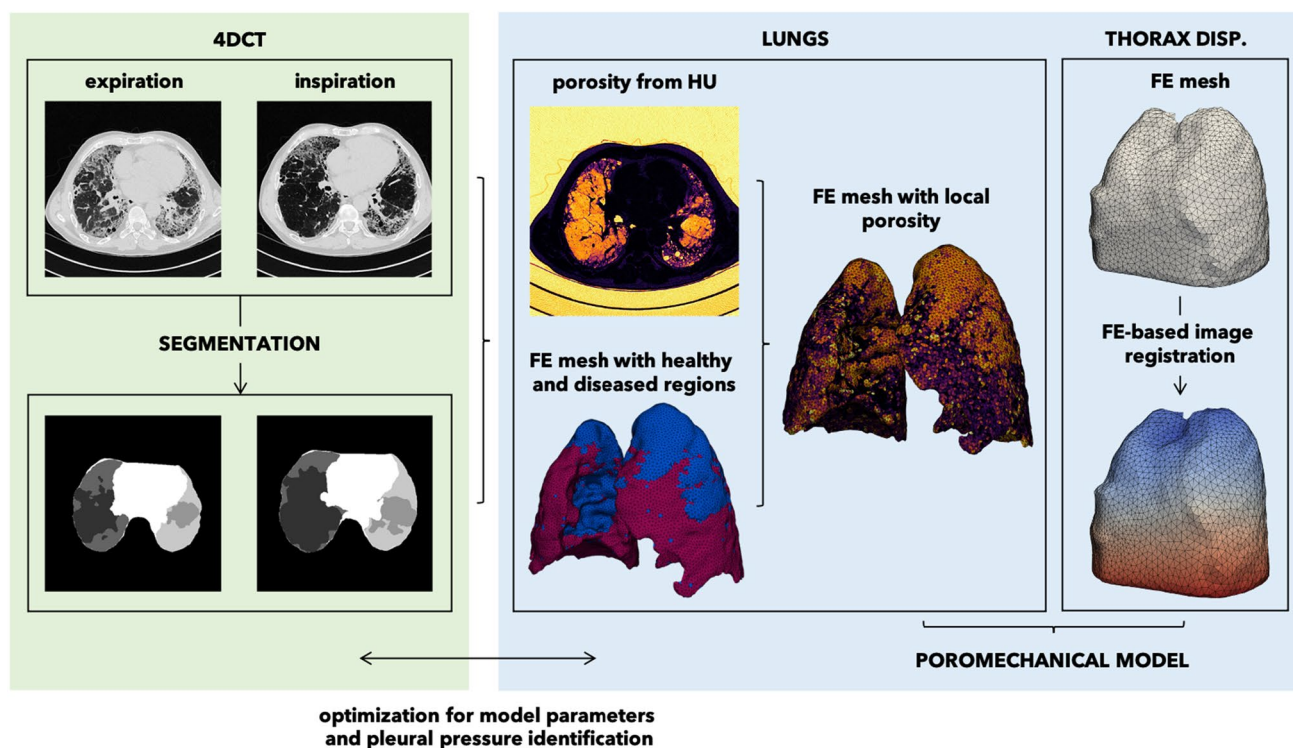 4DCT
expiration
inspiration
SEGMENTATION
LUNGS
porosity from HU
FE mesh with healthy
and diseased regions
FE mesh with local
porosity
THORAX DISP.
FE mesh
FE-based image
registration
POROMECHANICAL MODEL
optimization for model parameters
and pleural pressure identification